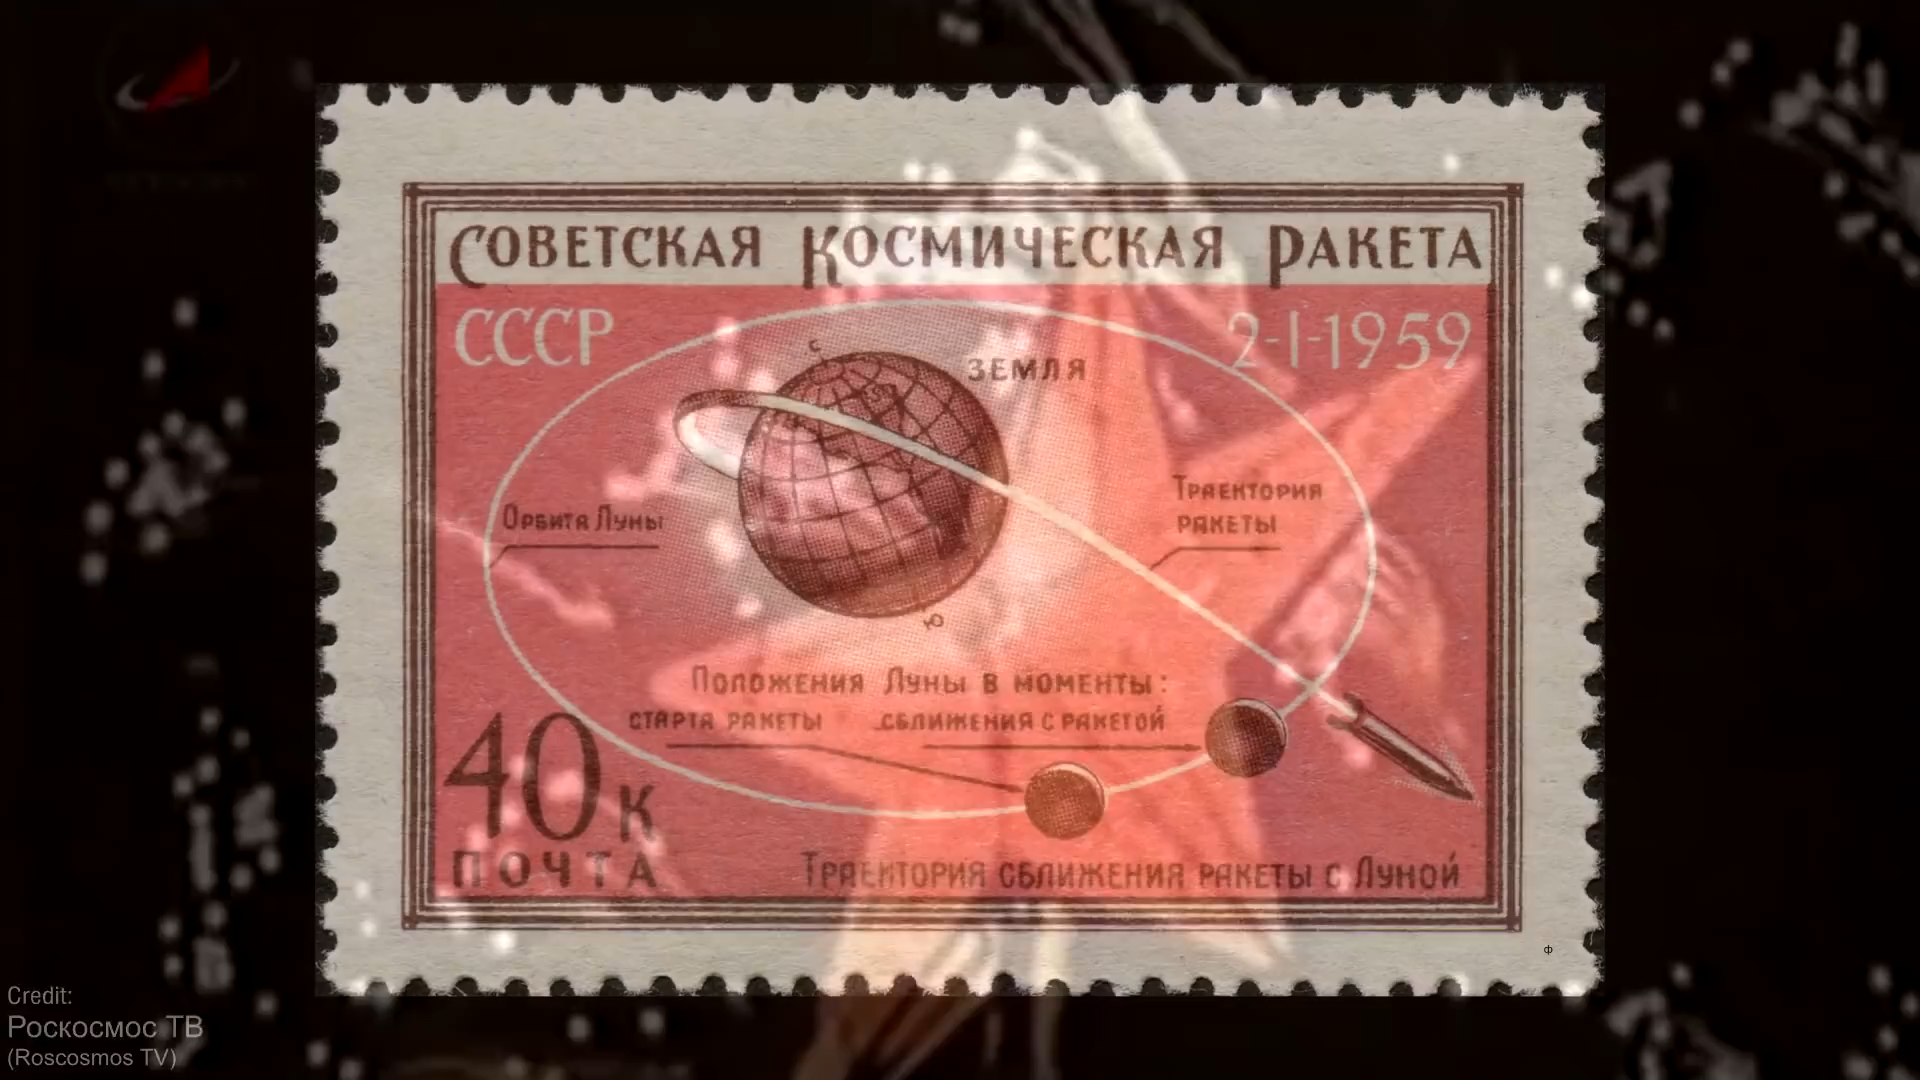 Советская Космическая Ракета
СССР
2-I-1959
С
ЗЕМЛЯ
Траектория
ракеты
Орбита Луны
Ю
Положения Луны в моменты:
старта ракеты сближения с ракетой
40 к
ПОЧТА
Траектория сближения ракеты с Луной
Ф
Credit:
Роскосмос ТВ
(Roscosmos TV)